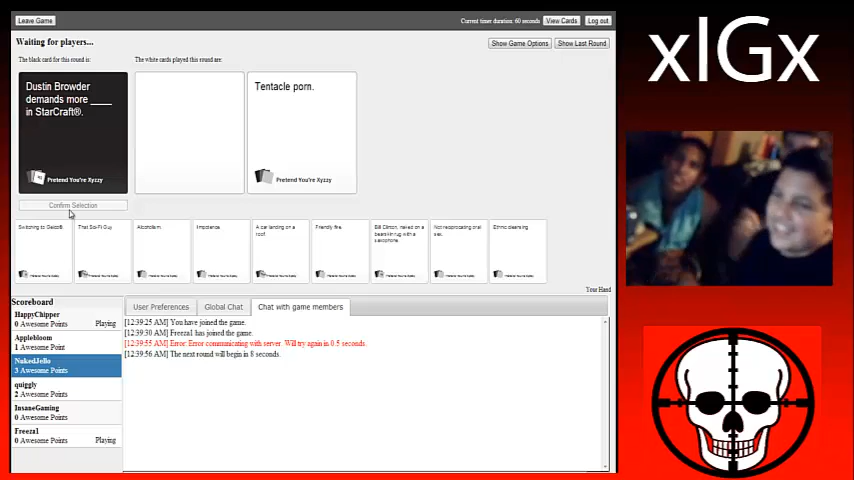 Leave Game
Current timer duration: 60 seconds
View Cards
Log out
xIGx
Waiting for players...
Show Game Options
Show Last Round
The black card for this round is:
The white cards played this round are:
Dustin Browder
demands more ____
in StarCraft®.
Pretend You're Xyzzy
Tentacle porn.
Pretend You're Xyzzy
Confirm Selection
Switching to Geico®.
That Sci-Fi Guy
Alcoholism.
Impotence
A car landing on a
roof
Friendly fire.
Bill Clinton, naked on a
bearskin rug with a
saxophone.
Not reciprocating oral
sex.
Ethnic cleansing
Your Hand
Scoreboard
User Preferences
Global Chat
Chat with game members
HappyChipper
0 Awesome Points
Playing
Applebloom
1 Awesome Point
NakedJello
3 Awesome Points
quiggly
2 Awesome Points
InsaneGaming
0 Awesome Points
Freeza1
0 Awesome Points
Playing
[12:39:25 AM] You have joined the game.
[12:39:30 AM] Freeza1 has joined the game.
[12:39:55 AM] Error: Error communicating with server. Will try again in 0.5 seconds.
[12:39:56 AM] The next round will begin in 8 seconds.